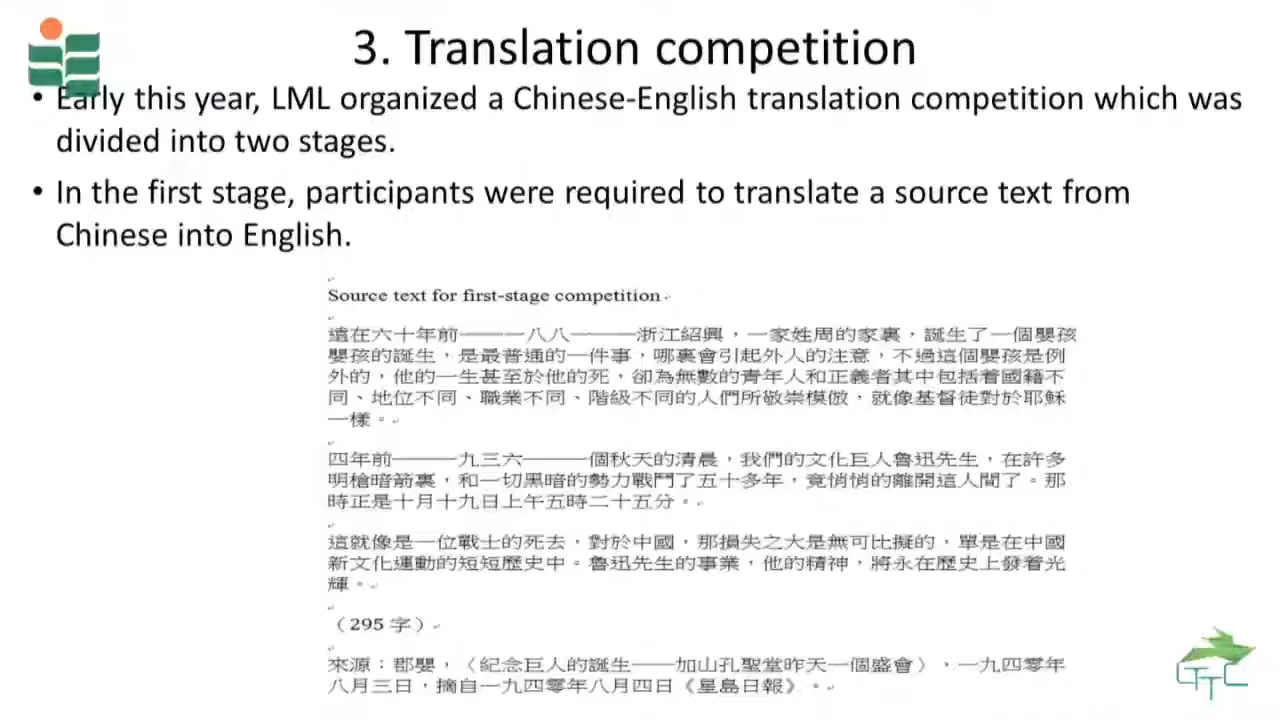 3. Translation competition
• Early this year, LML organized a Chinese-English translation competition which was
divided into two stages.
• In the first stage, participants were required to translate a source text from
Chinese into English.
Source text for first-stage competition
遠在六十年前———一八八一———浙江紹興，一家姓周的家裏，誕生了一個嬰孩
嬰孩的誕生，是最普通的一件事，哪裏會引起外人的注意，不過這個嬰孩是例
外的，他的一生甚至於他的死，卻為無數的青年人和正義者其中包括着國籍不
同、地位不同、職業不同、階級不同的人們所敬崇模倣，就像基督徒對於耶穌
一樣。
四年前———一九三六———一個秋天的清晨，我們的文化巨人魯迅先生，在許多
明槍暗箭裏，和一切黑暗的勢力戰鬥了五十多年，竟悄悄的離開這人間了。那
時正是十月十九日上午五時二十五分。
這就像是一位戰士的死去，對於中國，那損失之大是無可比擬的，單是在中國
新文化運動的短短歷史中。魯迅先生的事業，他的精神，將永在歷史上發着光
輝。
（295 字）
來源：郡嬰，〈紀念巨人的誕生——加山孔聖堂昨天一個盛會〉，一九四零年
八月三日，摘自一九四零年八月四日《星島日報》。
CTTC